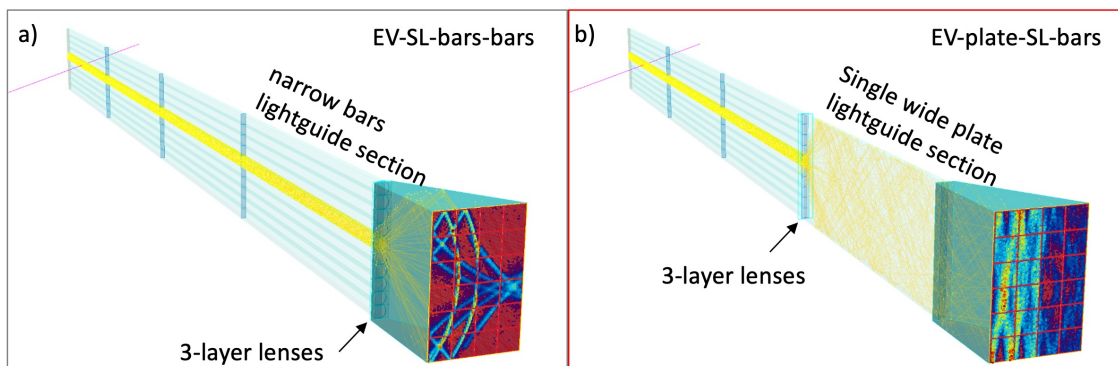 a)
EV-SL-bars-bars
narrow bars
lightguide section
3-layer lenses
b)
EV-plate-SL-bars
Single wide plate
lightguide section
3-layer lenses